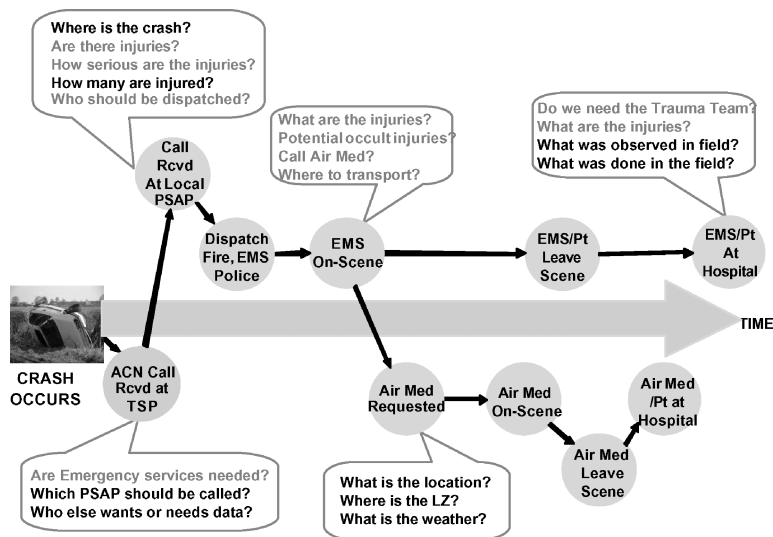 Where is the crash?
Are there injuries?
How serious are the injuries?
How many are injured?
Who should be dispatched?
What are the injuries?
Potential occult injuries?
Call Air Med?
Where to transport?
Do we need the Trauma Team?
What are the injuries?
What was observed in field?
What was done in the field?
Call
Rcvd
At Local
PSAP
Dispatch
Fire, EMS
Police
EMS
On-Scene
EMS/Pt
Leave
Scene
EMS/Pt
At
Hospital
TIME
CRASH
OCCURS
ACN Call
Rcvd at
TSP
Air Med
Requested
Air Med
On-Scene
Air Med
Leave
Scene
Air Med
/Pt at
Hospital
Are Emergency services needed?
Which PSAP should be called?
Who else wants or needs data?
What is the location?
Where is the LZ?
What is the weather?